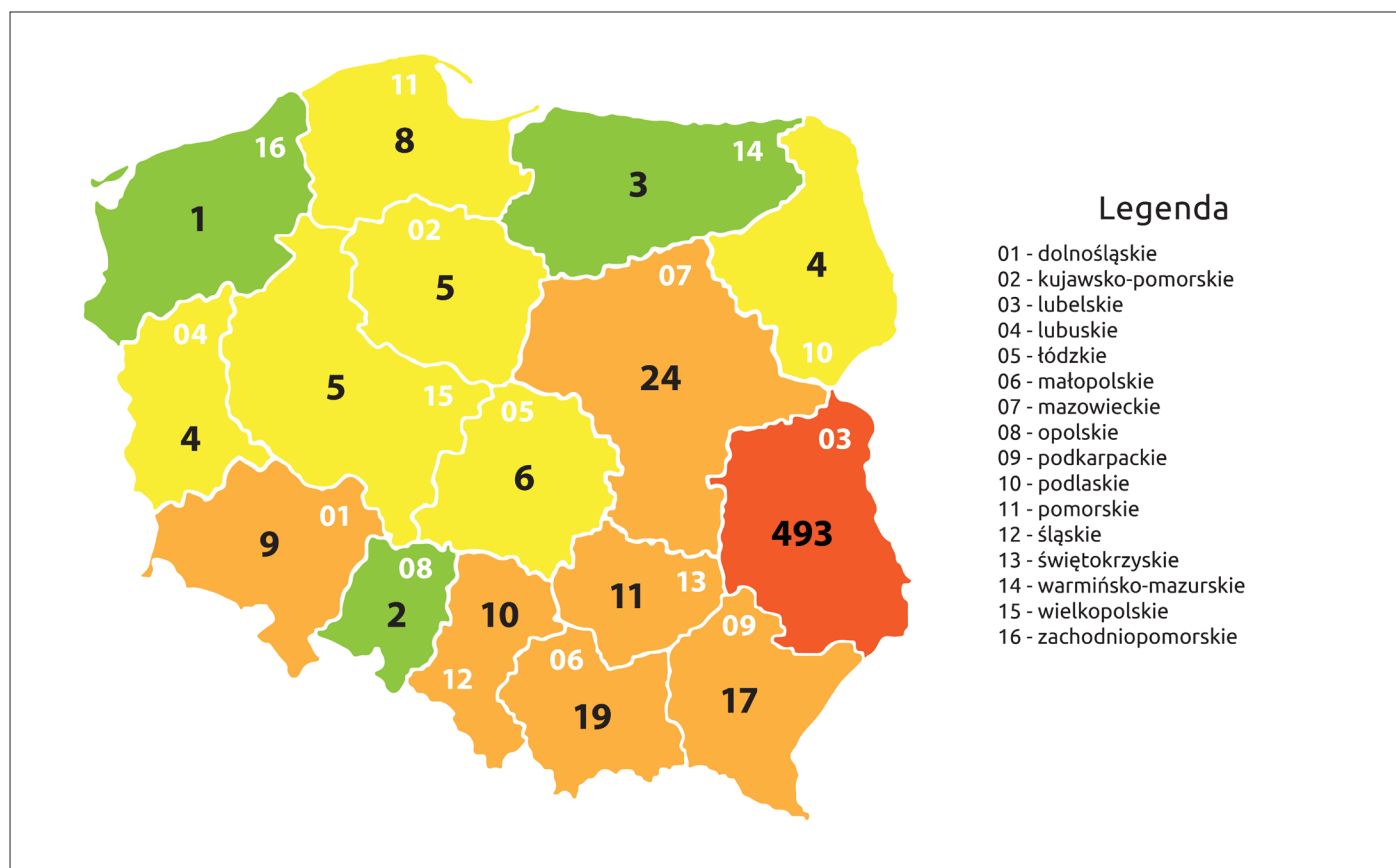 11
8
16
14
3
1
02
07
4
5
04
10
24
5
15
05
03
4
6
01
493
9
08
13
11
10
2
09
06
12
17
19
Legenda
01 - dolnośląskie
02 - kujawsko-pomorskie
03 - lubelskie
04 - lubuskie
05 - łódzkie
06 - małopolskie
07 - mazowieckie
08 - opolskie
09 - podkarpackie
10 - podlaskie
11 - pomorskie
12 - śląskie
13 - świętokrzyskie
14 - warmińsko-mazurskie
15 - wielkopolskie
16 - zachodniopomorskie